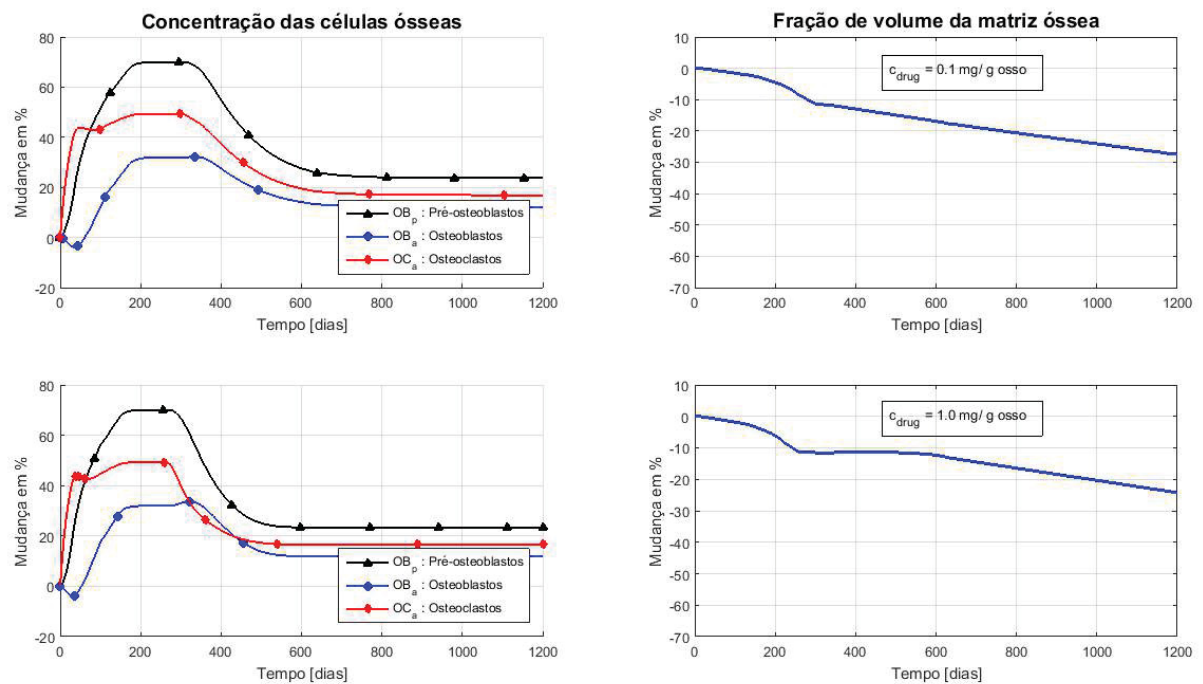 Concentração das células ósseas
80
60
40
20
0
-20
Mudança em %
0 200 400 600 800 1000 1200
Tempo [dias]
OBp : Pré-osteoblastos
OBa : Osteoblastos
OCa : Osteoclastos
Fração de volume da matriz óssea
10
0
-10
-20
-30
-40
-50
-60
-70
Mudança em %
0 200 400 600 800 1000 1200
Tempo [dias]
cdrug = 0.1 mg/ g osso
80
60
40
20
0
-20
Mudança em %
0 200 400 600 800 1000 1200
Tempo [dias]
OBp : Pré-osteoblastos
OBa : Osteoblastos
OCa : Osteoclastos
10
0
-10
-20
-30
-40
-50
-60
-70
Mudança em %
0 200 400 600 800 1000 1200
Tempo [dias]
cdrug = 1.0 mg/ g osso